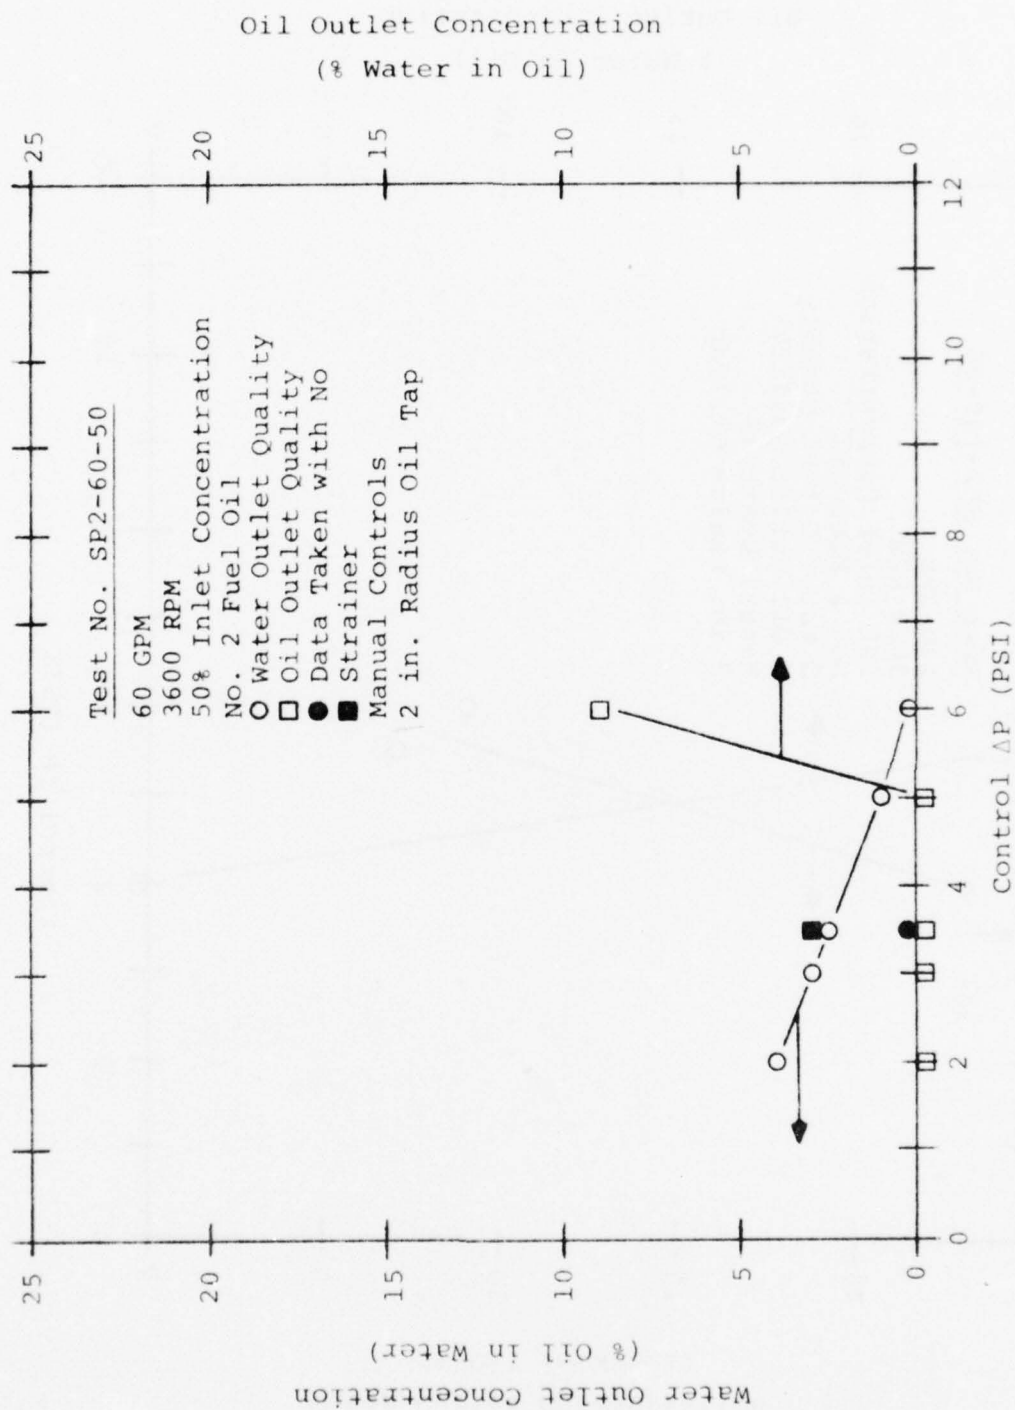 Oil Outlet Concentration
(% Water in Oil)
25
20
15
10
5
0
Test No. SP2-60-50
60 GPM
3600 RPM
50% Inlet Concentration
No. 2 Fuel Oil
Water Outlet Quality
Oil Outlet Quality
Data Taken with No
Strainer
Manual Controls
2 in. Radius Oil Tap
0
2
4
6
8
10
12
Control ΔP (PSI)
25
20
15
10
5
0
(% Oil in Water)
Water Outlet Concentration